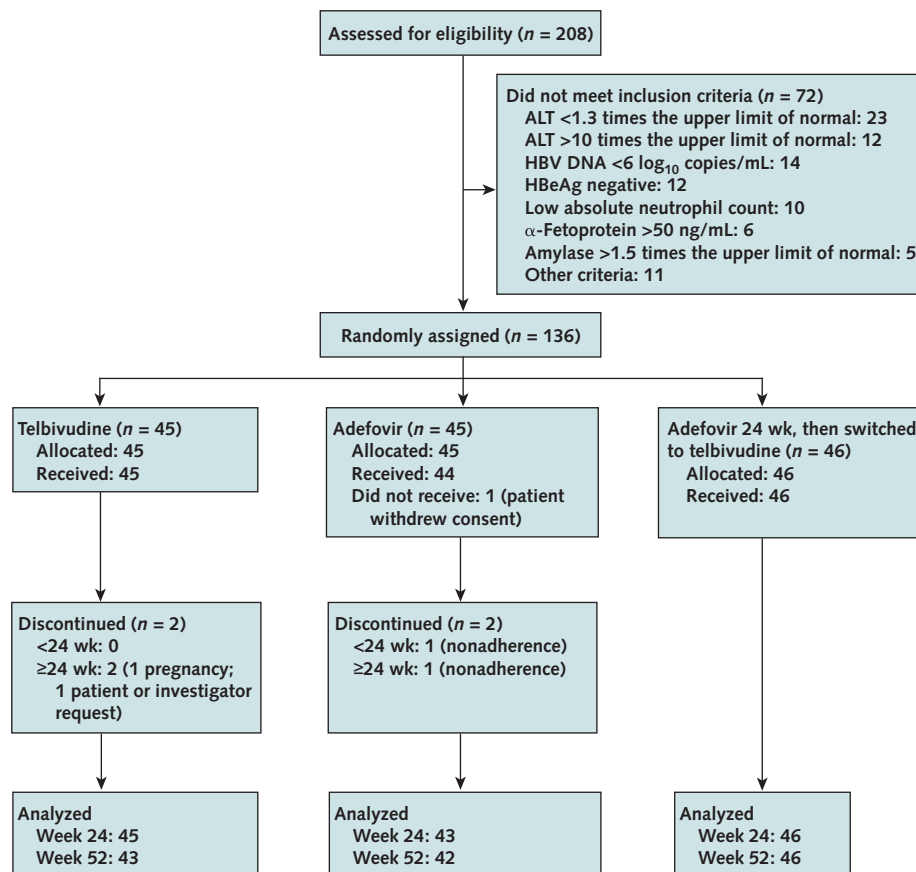 Assessed for eligibility (n = 208)
Did not meet inclusion criteria (n = 72)
ALT <1.3 times the upper limit of normal: 23
ALT >10 times the upper limit of normal: 12
HBV DNA <6 log₁₀ copies/mL: 14
HBeAg negative: 12
Low absolute neutrophil count: 10
α-Fetoprotein >50 ng/mL: 6
Amylase >1.5 times the upper limit of normal: 5
Other criteria: 11
Randomly assigned (n = 136)
Telbivudine (n = 45)
Allocated: 45
Received: 45
Adefovir (n = 45)
Allocated: 45
Received: 44
Did not receive: 1 (patient
withdrew consent)
Adefovir 24 wk, then switched
to telbivudine (n = 46)
Allocated: 46
Received: 46
Discontinued (n = 2)
<24 wk: 0
≥24 wk: 2 (1 pregnancy;
1 patient or investigator
request)
Discontinued (n = 2)
<24 wk: 1 (nonadherence)
≥24 wk: 1 (nonadherence)
Analyzed
Week 24: 45
Week 52: 43
Analyzed
Week 24: 43
Week 52: 42
Analyzed
Week 24: 46
Week 52: 46